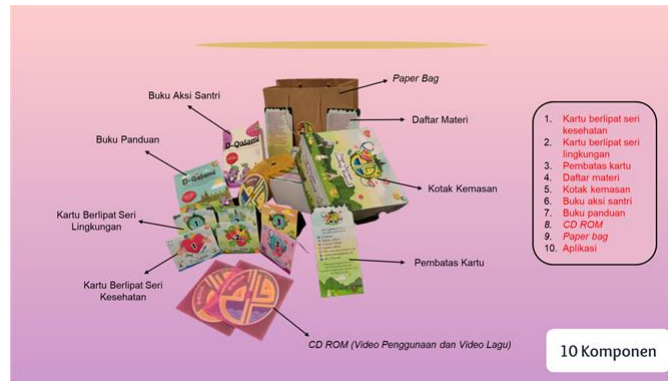 Paper Bag
Buku Aksi Santri
Daftar Materi
Buku Panduan
D-Qalami
D-Qalami
Kotak Kemasan
Kartu Berlipat Seri
Lingkungan
Pembatas Kartu
Kartu Berlipat Seri
Kesehatan
CD ROM (Video Penggunaan dan Video Lagu)
1. Kartu berlipat seri
kesehatan
2. Kartu berlipat seri
lingkungan
3. Pembatas kartu
4. Daftar materi
5. Kotak kemasan
6. Buku aksi santri
7. Buku panduan
8. CD ROM
9. Paper bag
10. Aplikasi
10 Komponen